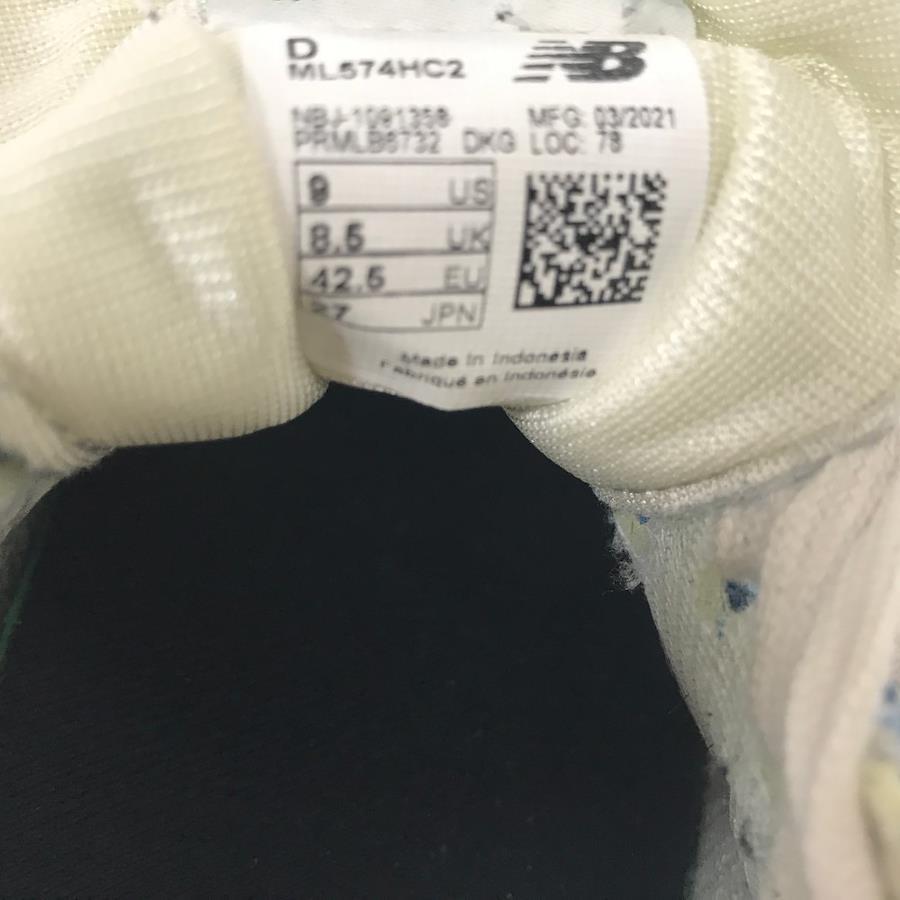 D
ML574HC2
NB
NBJ-1091358 MFG: 03/2021
PRMLB6732 DKG LOC: 78
9 US
8.5 UK
42.5 EU
JPN
Made in Indonesia
Fabriqué en Indonésie